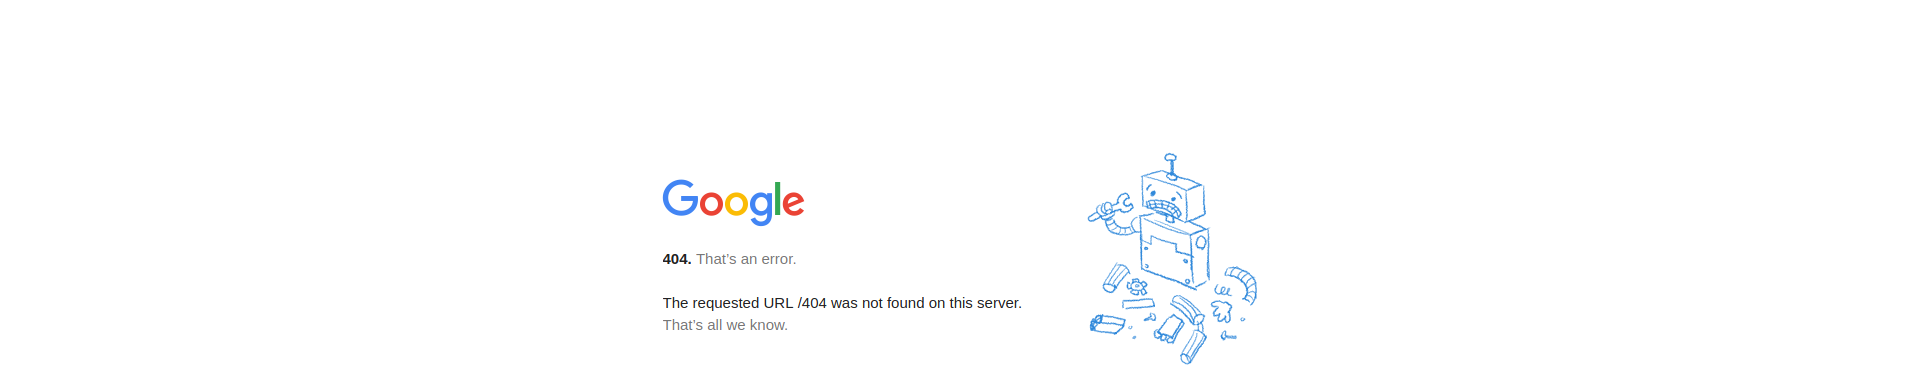 Google
404. That’s an error.
The requested URL /404 was not found on this server.
That’s all we know.